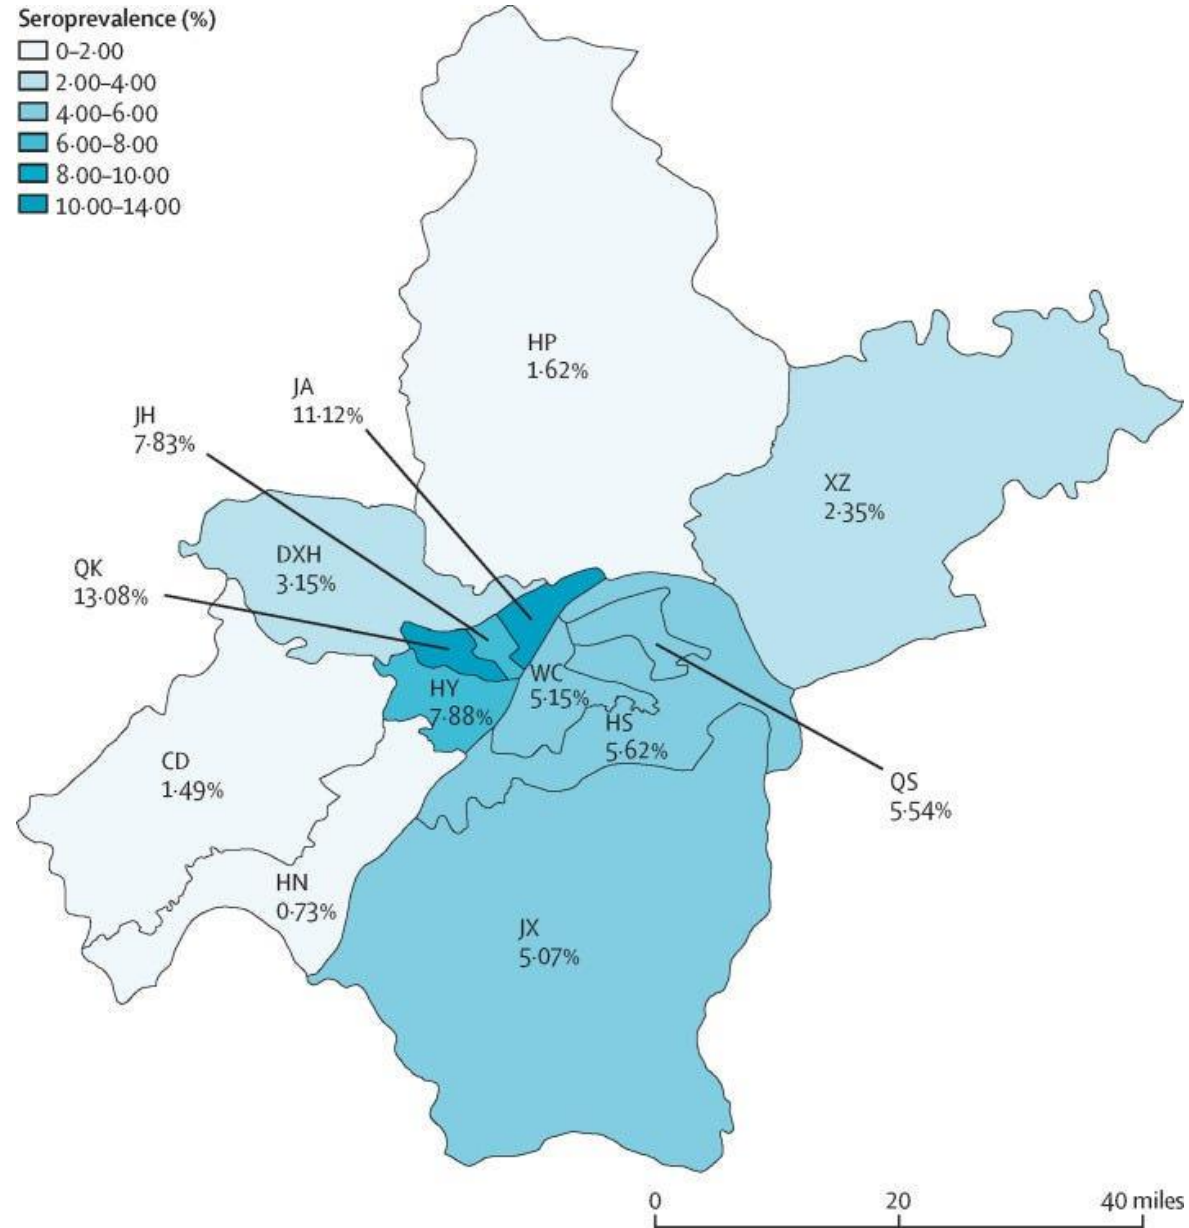 Seroprevalence (%)
0–2·00
2·00–4·00
4·00–6·00
6·00–8·00
8·00–10·00
10·00–14·00
HP
1·62%
JA
11·12%
JH
7·83%
XZ
2·35%
DXH
3·15%
QK
13·08%
WC
5·15%
HY
7·88%
HS
5·62%
CD
1·49%
QS
5·54%
HN
0·73%
JX
5·07%
0 20 40 miles